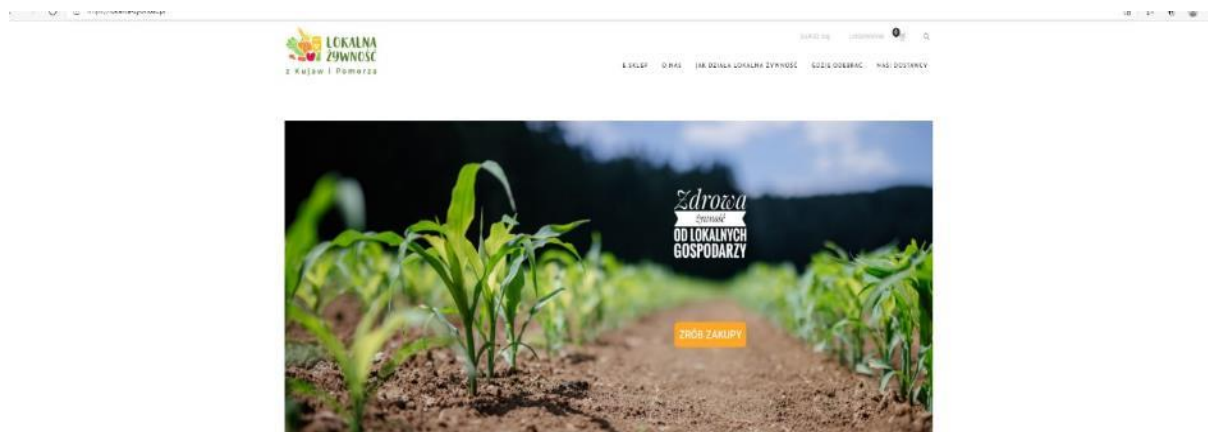 LOKALNA
ŻYWNOŚĆ
z Kujaw i Pomorza
0
E-SKLEP O NAS JAK DZIAŁA LOKALNA ŻYWNOŚĆ GDZIE ODEBRAĆ NASI DOSTAWCY
Zdrowa
żywność
OD LOKALNYCH
GOSPODARZY
ZRÓB ZAKUPY